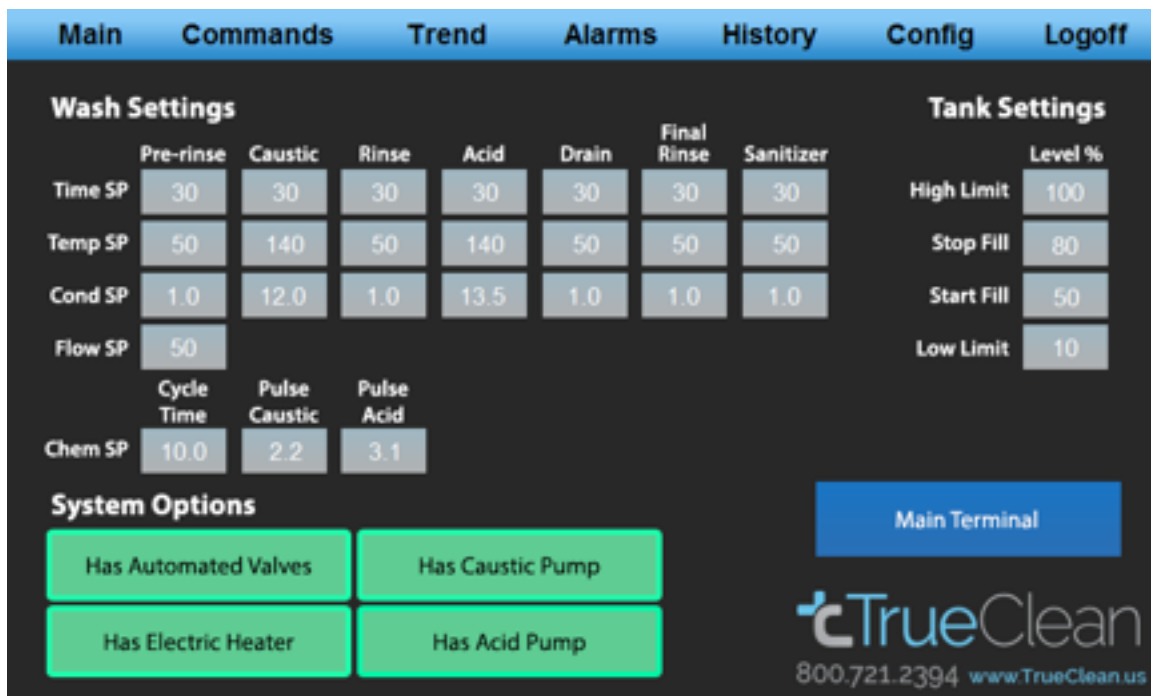 Main Commands Trend Alarms History Config Logoff
Wash Settings
Tank Settings
Pre-rinse Caustic Rinse Acid Drain Final Rinse Sanitizer
Level %
Time SP 30 30 30 30 30 30 30
High Limit 100
Temp SP 50 140 50 140 50 50 50
Stop Fill 80
Cond SP 1.0 12.0 1.0 13.5 1.0 1.0 1.0
Start Fill 50
Flow SP 50
Low Limit 10
Cycle Time Pulse Caustic Pulse Acid
Chem SP 10.0 2.2 3.1
System Options
Main Terminal
Has Automated Valves Has Caustic Pump
Has Electric Heater Has Acid Pump
TrueClean
800.721.2394 www.TrueClean.us